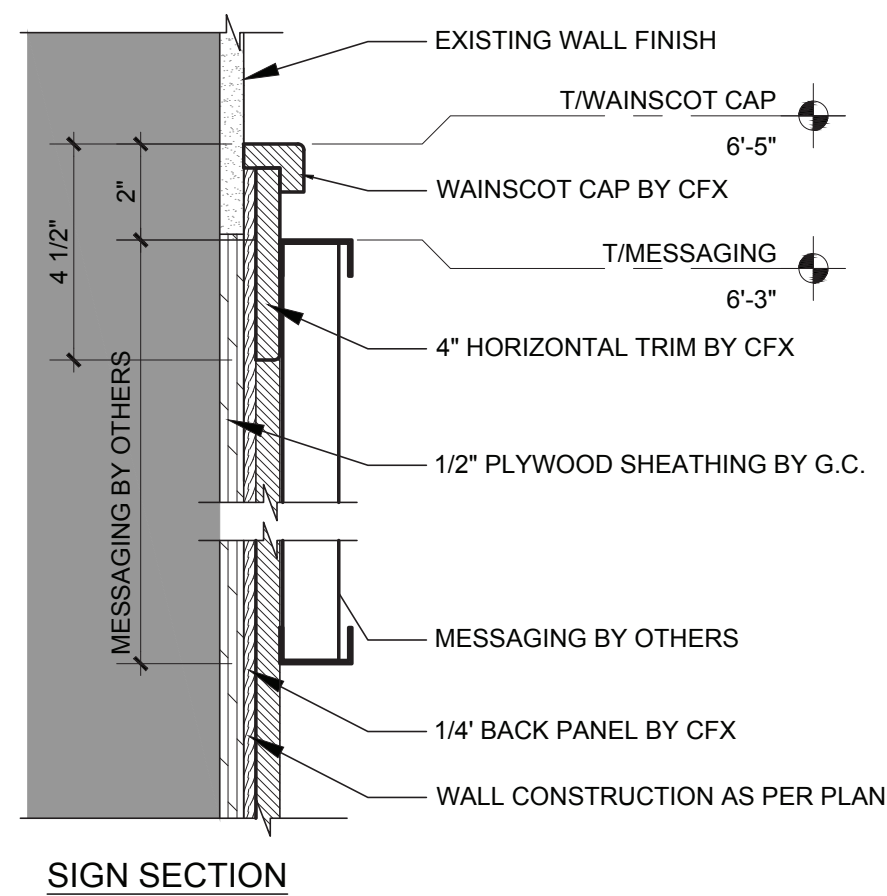 EXISTING WALL FINISH
T/WAINSCOT CAP
6'-5"
WAINSCOT CAP BY CFX
2"
4 1/2"
T/MESSAGING
6'-3"
4" HORIZONTAL TRIM BY CFX
MESSAGING BY OTHERS
1/2" PLYWOOD SHEATHING BY G.C.
MESSAGING BY OTHERS
1/4' BACK PANEL BY CFX
WALL CONSTRUCTION AS PER PLAN
SIGN SECTION